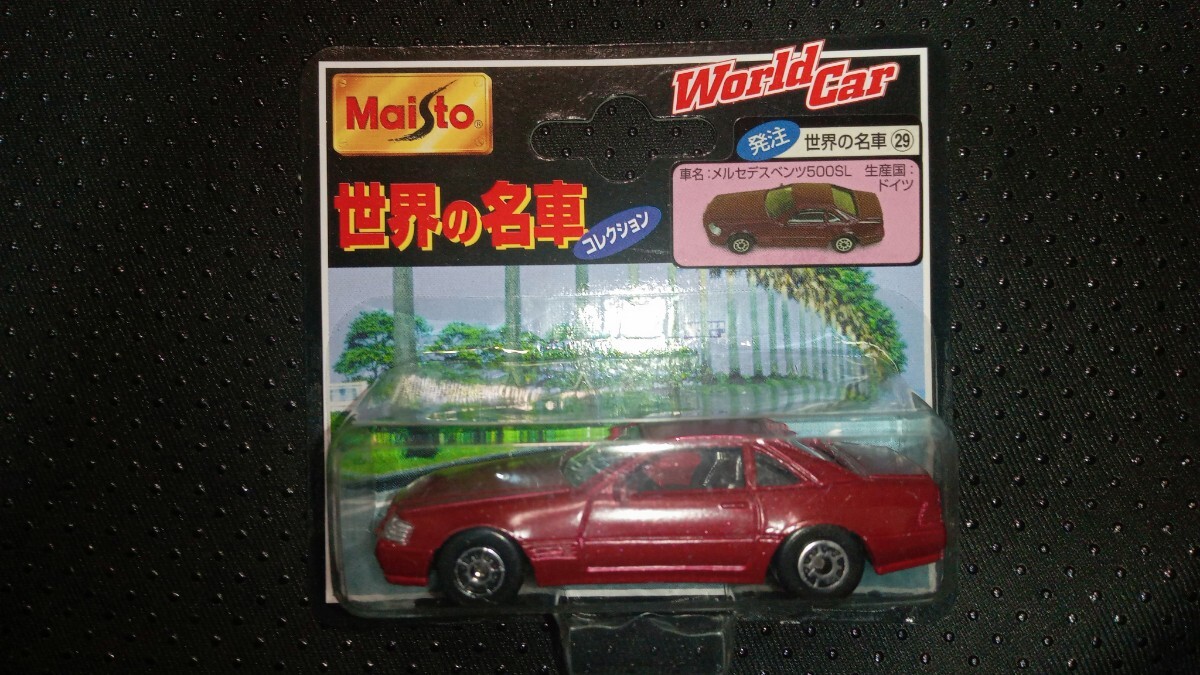 Maisto®
World Car
発注 世界の名車 ㉙
車名:メルセデスベンツ500SL 生産国:
ドイツ
世界の名車
コレクション